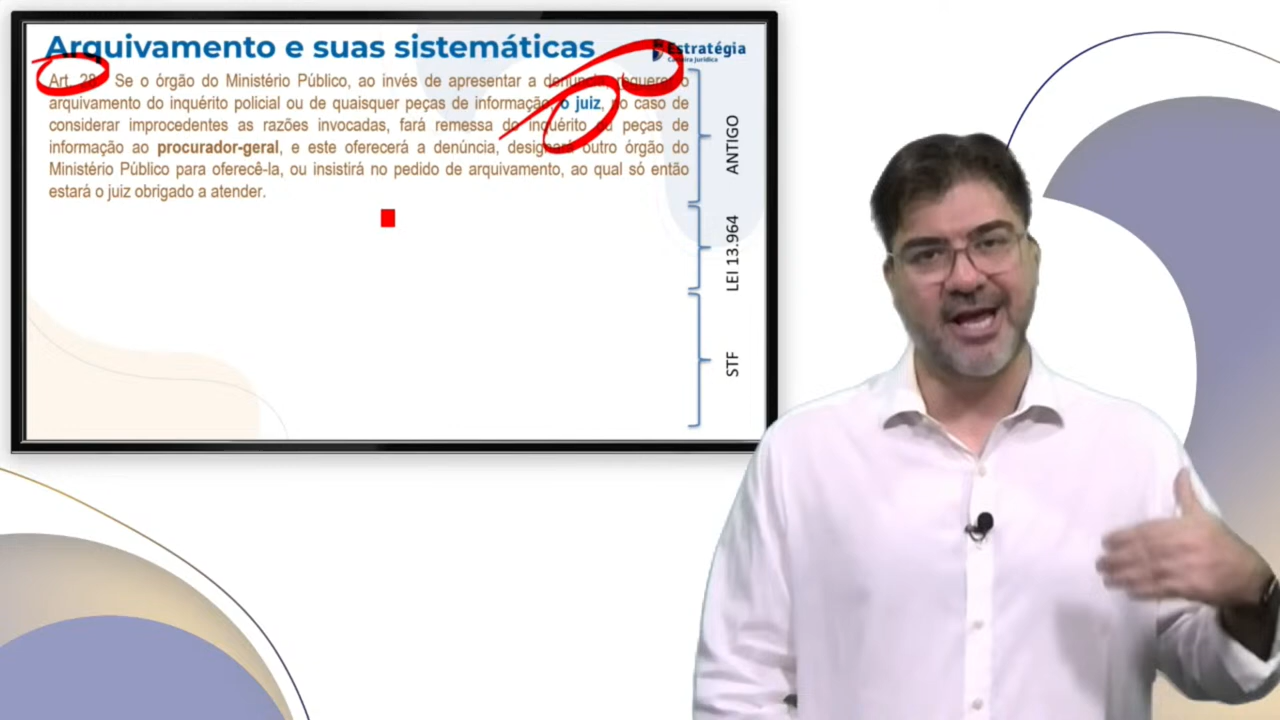 Arquivamento e suas sistemáticas
Estratégia
Carreira Jurídica
Art. 28. Se o órgão do Ministério Público, ao invés de apresentar a denúncia, requerer o
arquivamento do inquérito policial ou de quaisquer peças de informação, o juiz, no caso de
considerar improcedentes as razões invocadas, fará remessa do inquérito ou peças de
informação ao procurador-geral, e este oferecerá a denúncia, designará outro órgão do
Ministério Público para oferecê-la, ou insistirá no pedido de arquivamento, ao qual só então
estará o juiz obrigado a atender.
ANTIGO
LEI 13.964
STF